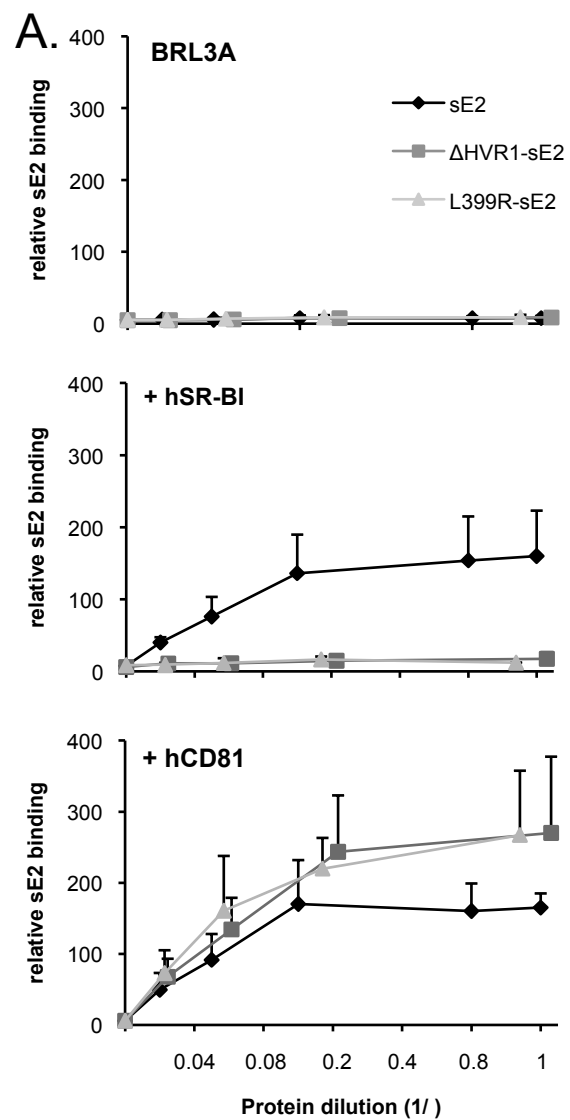 A.
BRL3A
400
300
200
100
0
relative sE2 binding
sE2
ΔHVR1-sE2
L399R-sE2
+ hSR-BI
400
300
200
100
0
relative sE2 binding
+ hCD81
400
300
200
100
0
relative sE2 binding
0.04 0.08 0.2 0.4 0.8 1
Protein dilution (1/ )